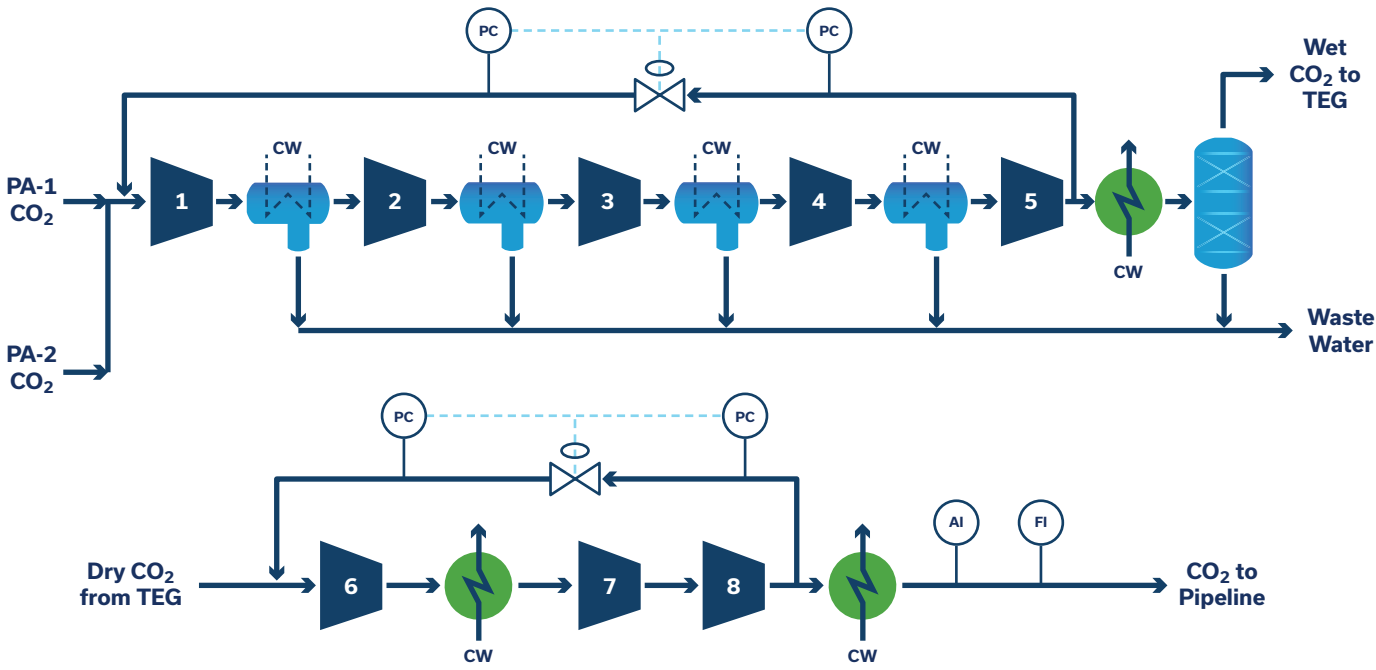 PC
PC
Wet
CO₂ to
TEG
CW
CW
CW
CW
PA-1
CO₂
1
2
3
4
5
CW
PA-2
CO₂
Waste
Water
PC
PC
AI
FI
Dry CO₂
from TEG
6
7
8
CO₂ to
Pipeline
CW
CW